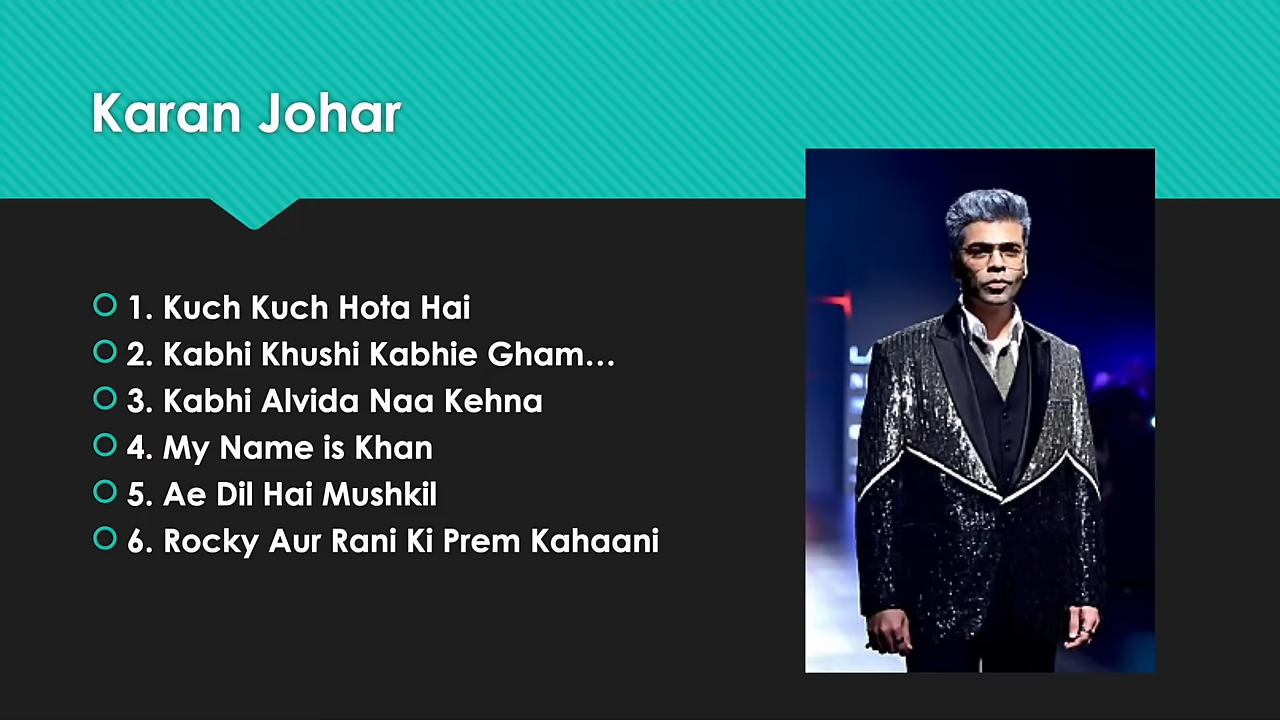 Karan Johar
1. Kuch Kuch Hota Hai
2. Kabhi Khushi Kabhie Gham...
3. Kabhi Alvida Naa Kehna
4. My Name is Khan
5. Ae Dil Hai Mushkil
6. Rocky Aur Rani Ki Prem Kahaani